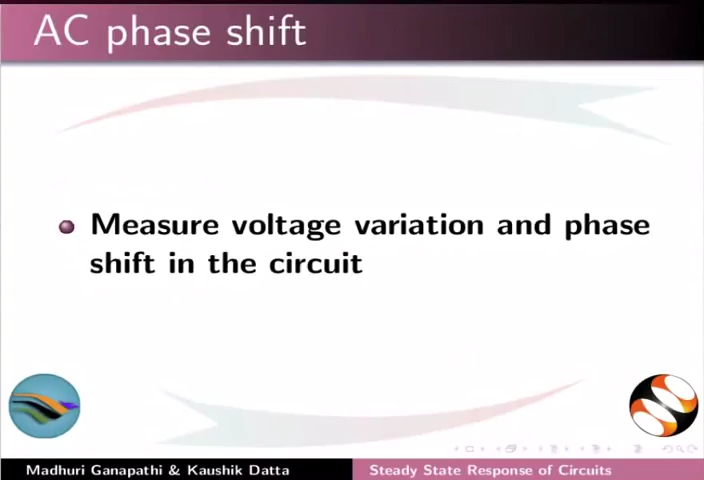 AC phase shift
Measure voltage variation and phase
shift in the circuit
Madhuri Ganapathi & Kaushik Datta
Steady State Response of Circuits